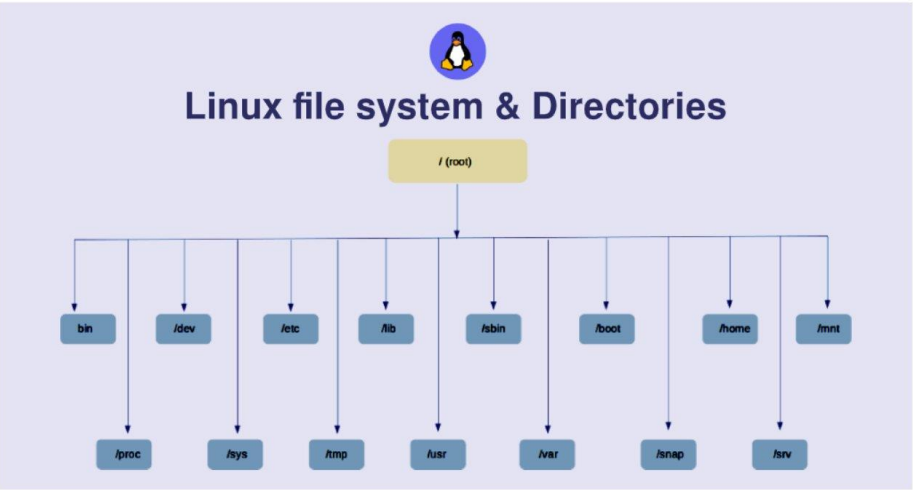 Linux file system & Directories
/ (root)
bin
/dev
/etc
/lib
/sbin
/boot
/home
/mnt
/proc
/sys
/tmp
/usr
/var
/snap
/srv